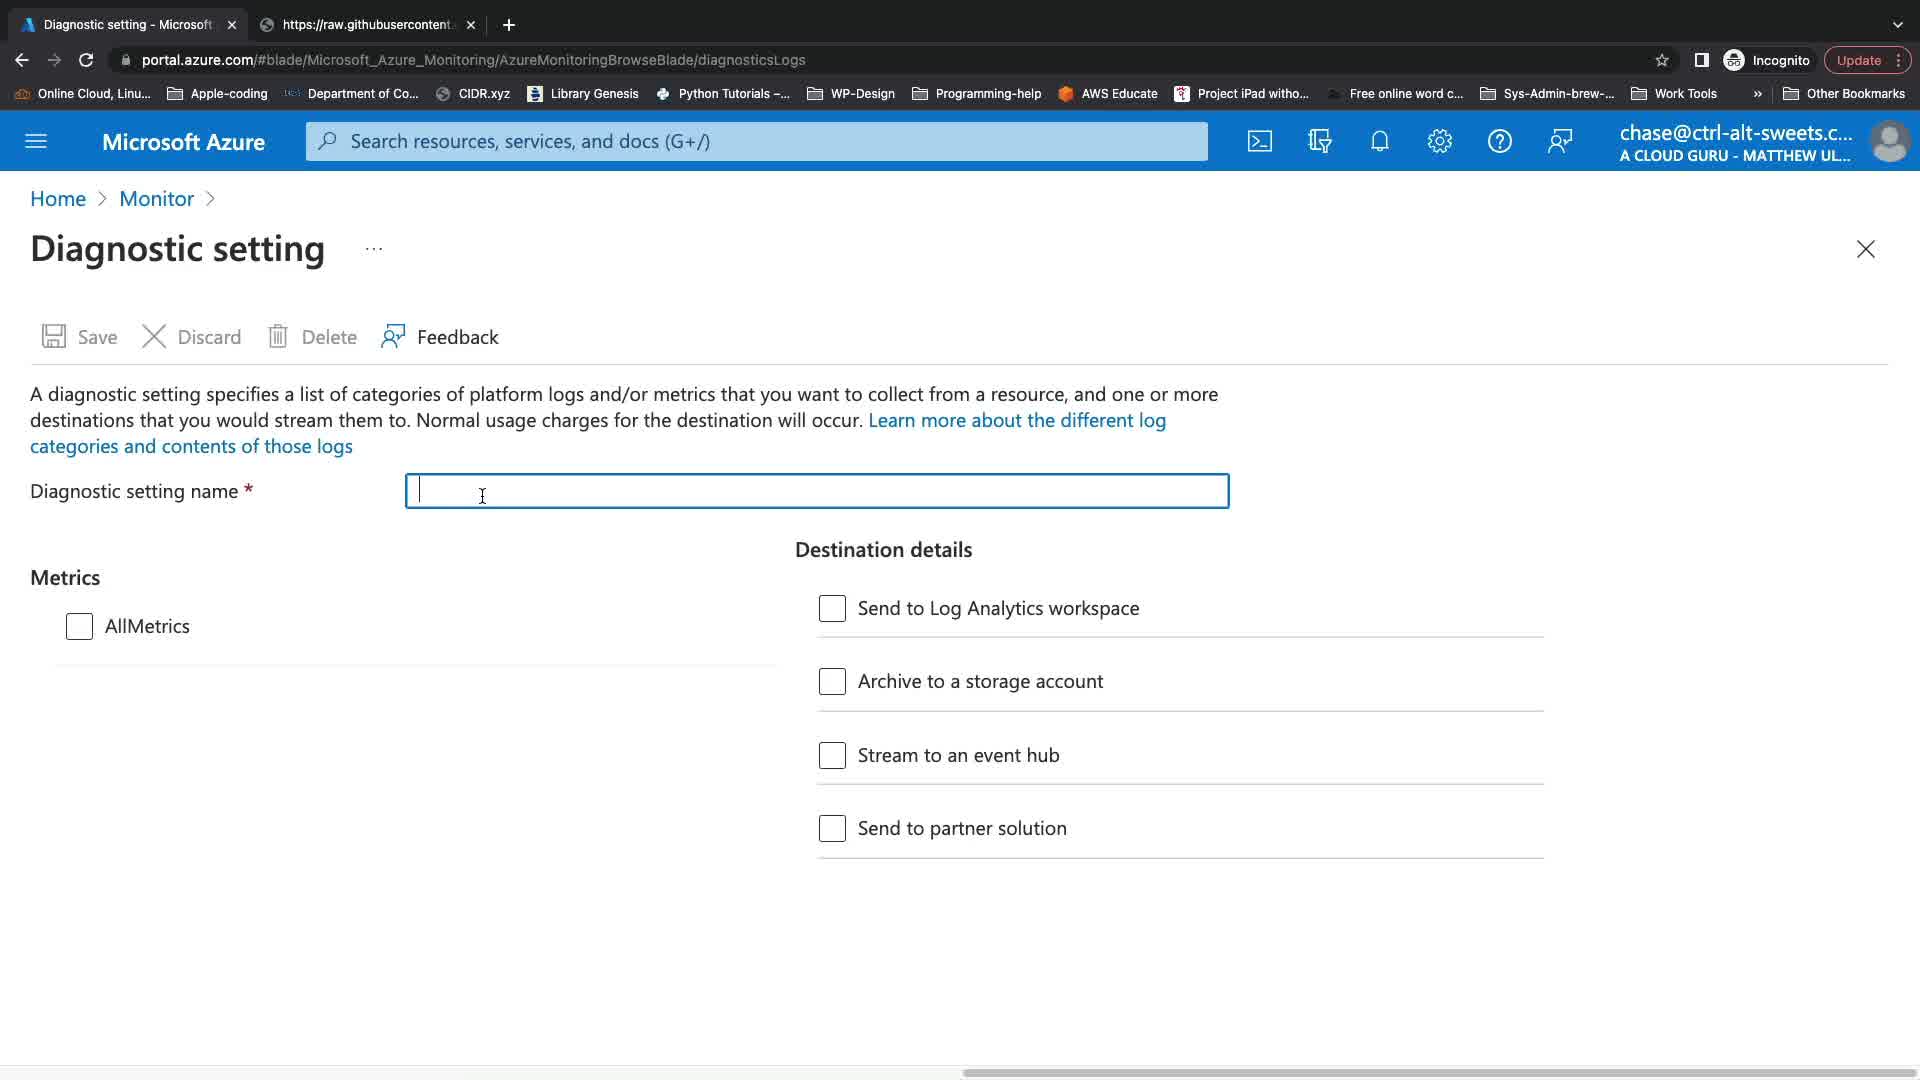 Diagnostic setting - Microsoft
https://raw.githubusercontent.
portal.azure.com/#blade/Microsoft_Azure_Monitoring/AzureMonitoringBrowseBlade/diagnosticsLogs
Incognito
Update
Online Cloud, Linu...
Apple-coding
Department of Co...
CIDR.xyz
Library Genesis
Python Tutorials –...
WP-Design
Programming-help
AWS Educate
Project iPad witho...
Free online word c...
Sys-Admin-brew-...
Work Tools
»
Other Bookmarks
Microsoft Azure
Search resources, services, and docs (G+/)
chase@ctrl-alt-sweets.c...
A CLOUD GURU - MATTHEW UL...
Home > Monitor >
Diagnostic setting ...
Save
Discard
Delete
Feedback
A diagnostic setting specifies a list of categories of platform logs and/or metrics that you want to collect from a resource, and one or more
destinations that you would stream them to. Normal usage charges for the destination will occur. Learn more about the different log
categories and contents of those logs
Diagnostic setting name *
Destination details
Metrics
Send to Log Analytics workspace
AllMetrics
Archive to a storage account
Stream to an event hub
Send to partner solution